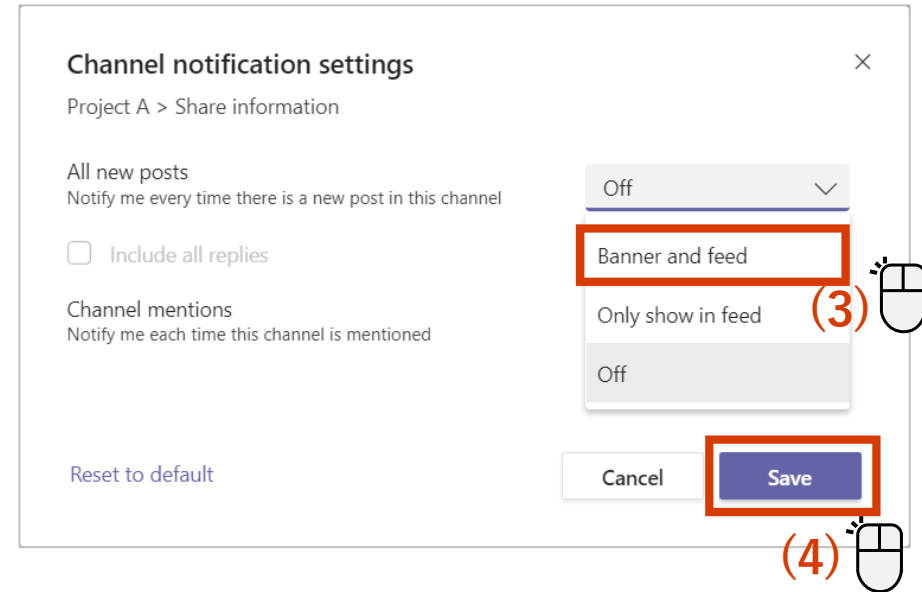 Channel notification settings
Project A > Share information
All new posts
Notify me every time there is a new post in this channel
Off
Include all replies
Banner and feed
(3)
Channel mentions
Notify me each time this channel is mentioned
Only show in feed
Off
Reset to default
Cancel
Save
(4)